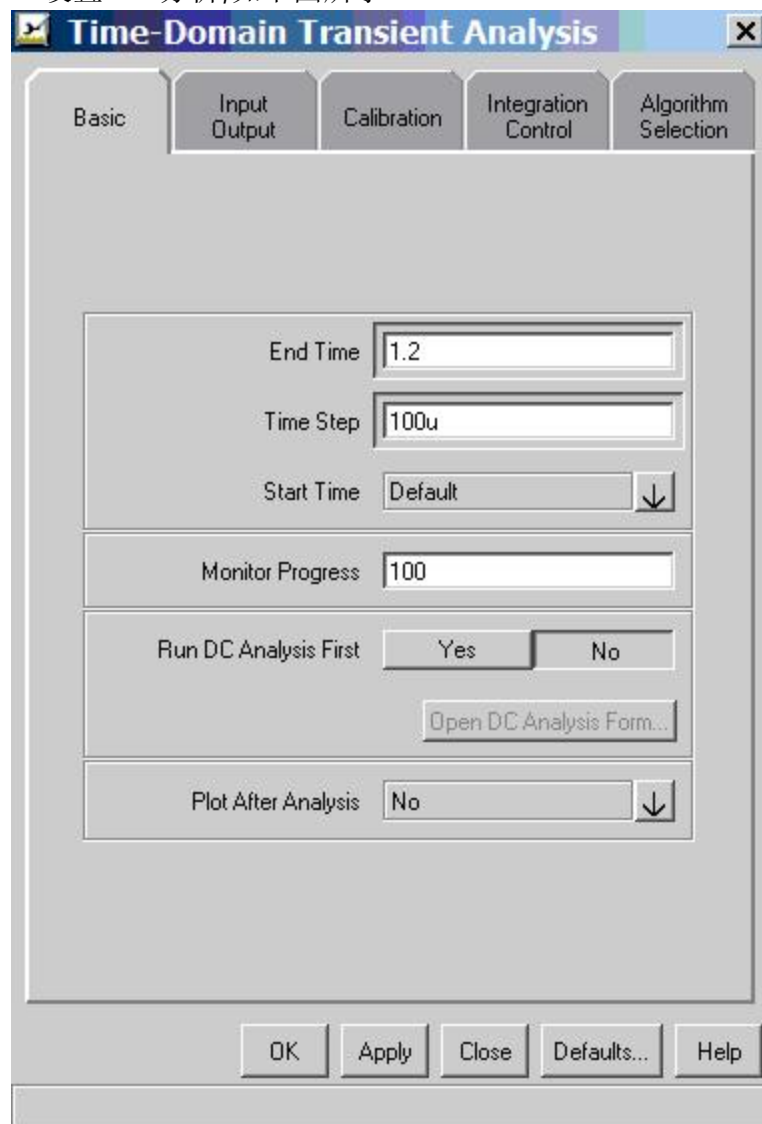 Time-Domain Transient Analysis
Basic
Input Output
Calibration
Integration Control
Algorithm Selection
End Time 1.2
Time Step 100u
Start Time Default
Monitor Progress 100
Run DC Analysis First Yes No
Open DC Analysis Form...
Plot After Analysis No
OK Apply Close Defaults... Help